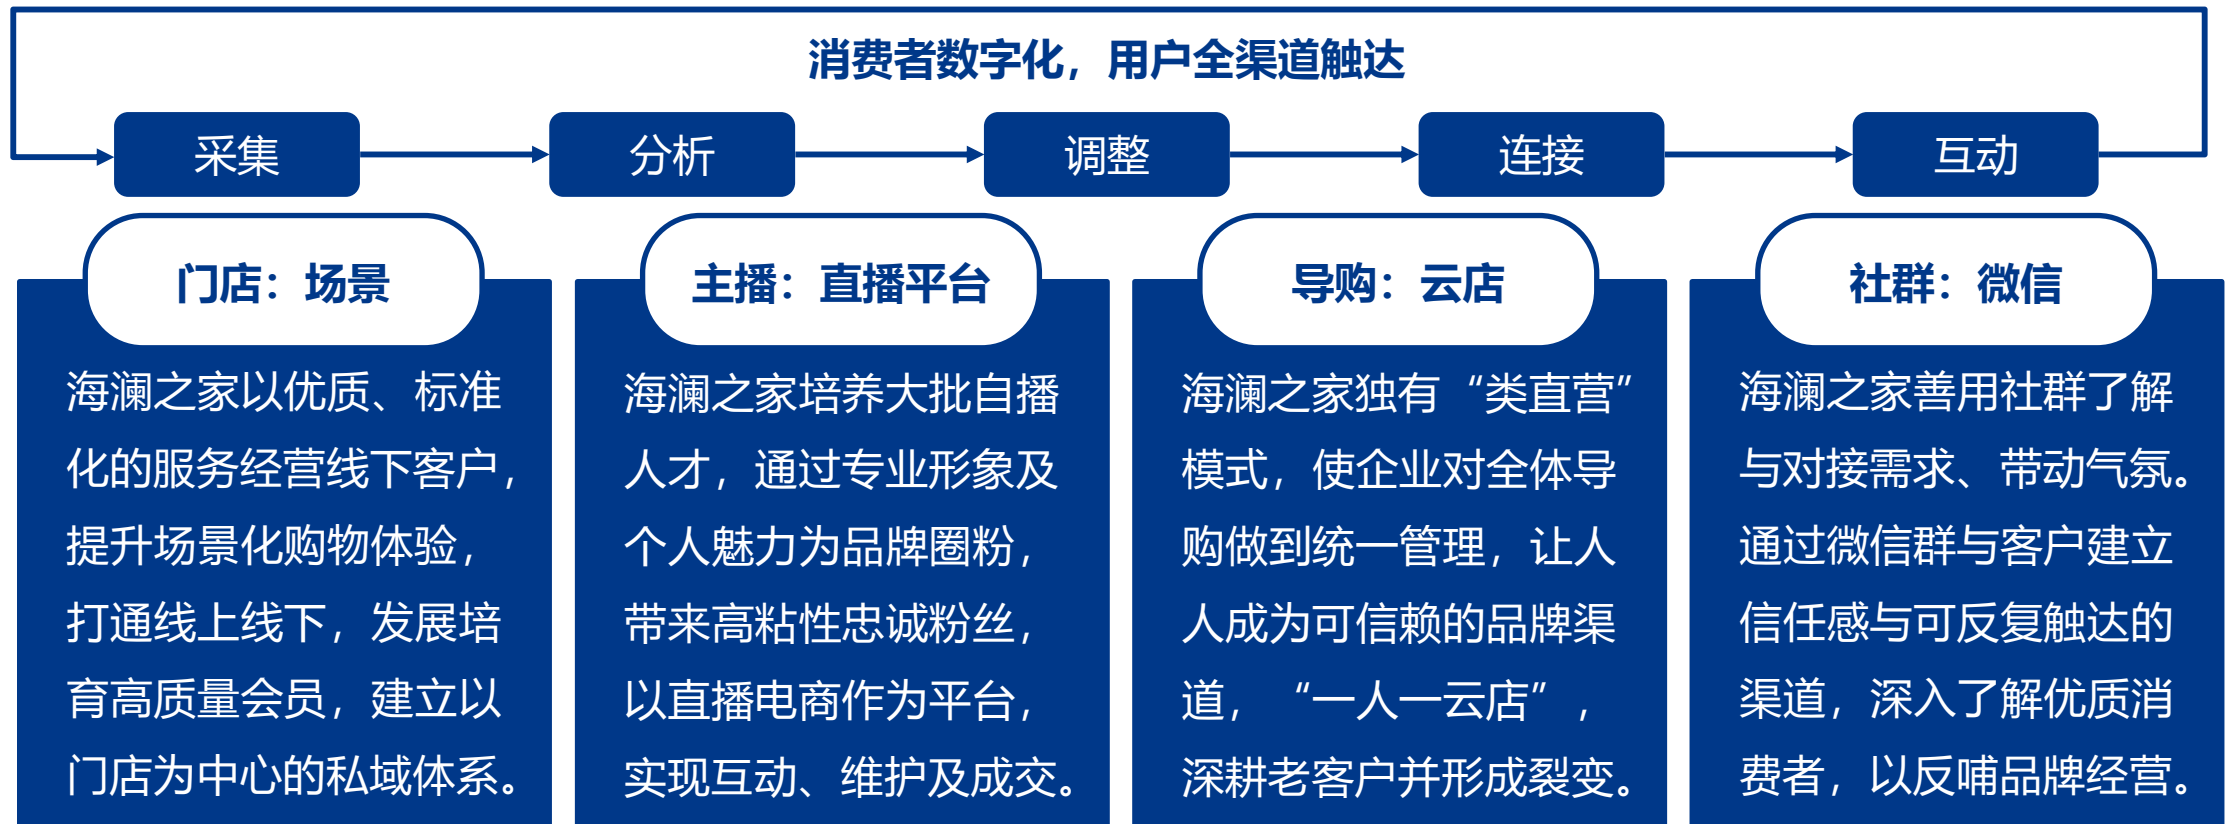 消费者数字化，用户全渠道触达
采集
分析
调整
连接
互动
门店：场景
海澜之家以优质、标准
化的服务经营线下客户，
提升场景化购物体验，
打通线上线下，发展培
育高质量会员，建立以
门店为中心的私域体系。
主播：直播平台
海澜之家培养大批自播
人才，通过专业形象及
个人魅力为品牌圈粉，
带来高粘性忠诚粉丝，
以直播电商作为平台，
实现互动、维护及成交。
导购：云店
海澜之家独有“类直营”
模式，使企业对全体导
购做到统一管理，让人
人成为可信赖的品牌渠
道，“一人一云店”，
深耕老客户并形成裂变。
社群：微信
海澜之家善用社群了解
与对接需求、带动气氛。
通过微信群与客户建立
信任感与可反复触达的
渠道，深入了解优质消
费者，以反哺品牌经营。